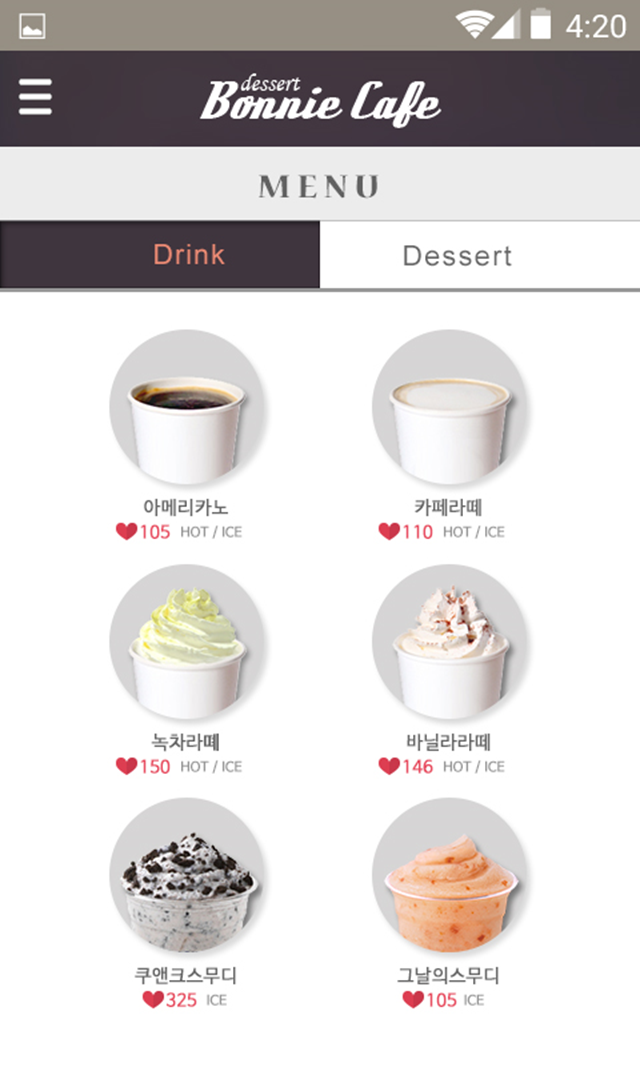 4:20
dessert
Bonnie Cafe
MENU
Drink
Dessert
아메리카노
105 HOT / ICE
카페라떼
110 HOT / ICE
녹차라떼
150 HOT / ICE
바닐라라떼
146 HOT / ICE
쿠앤크스무디
325 ICE
그날의스무디
105 ICE